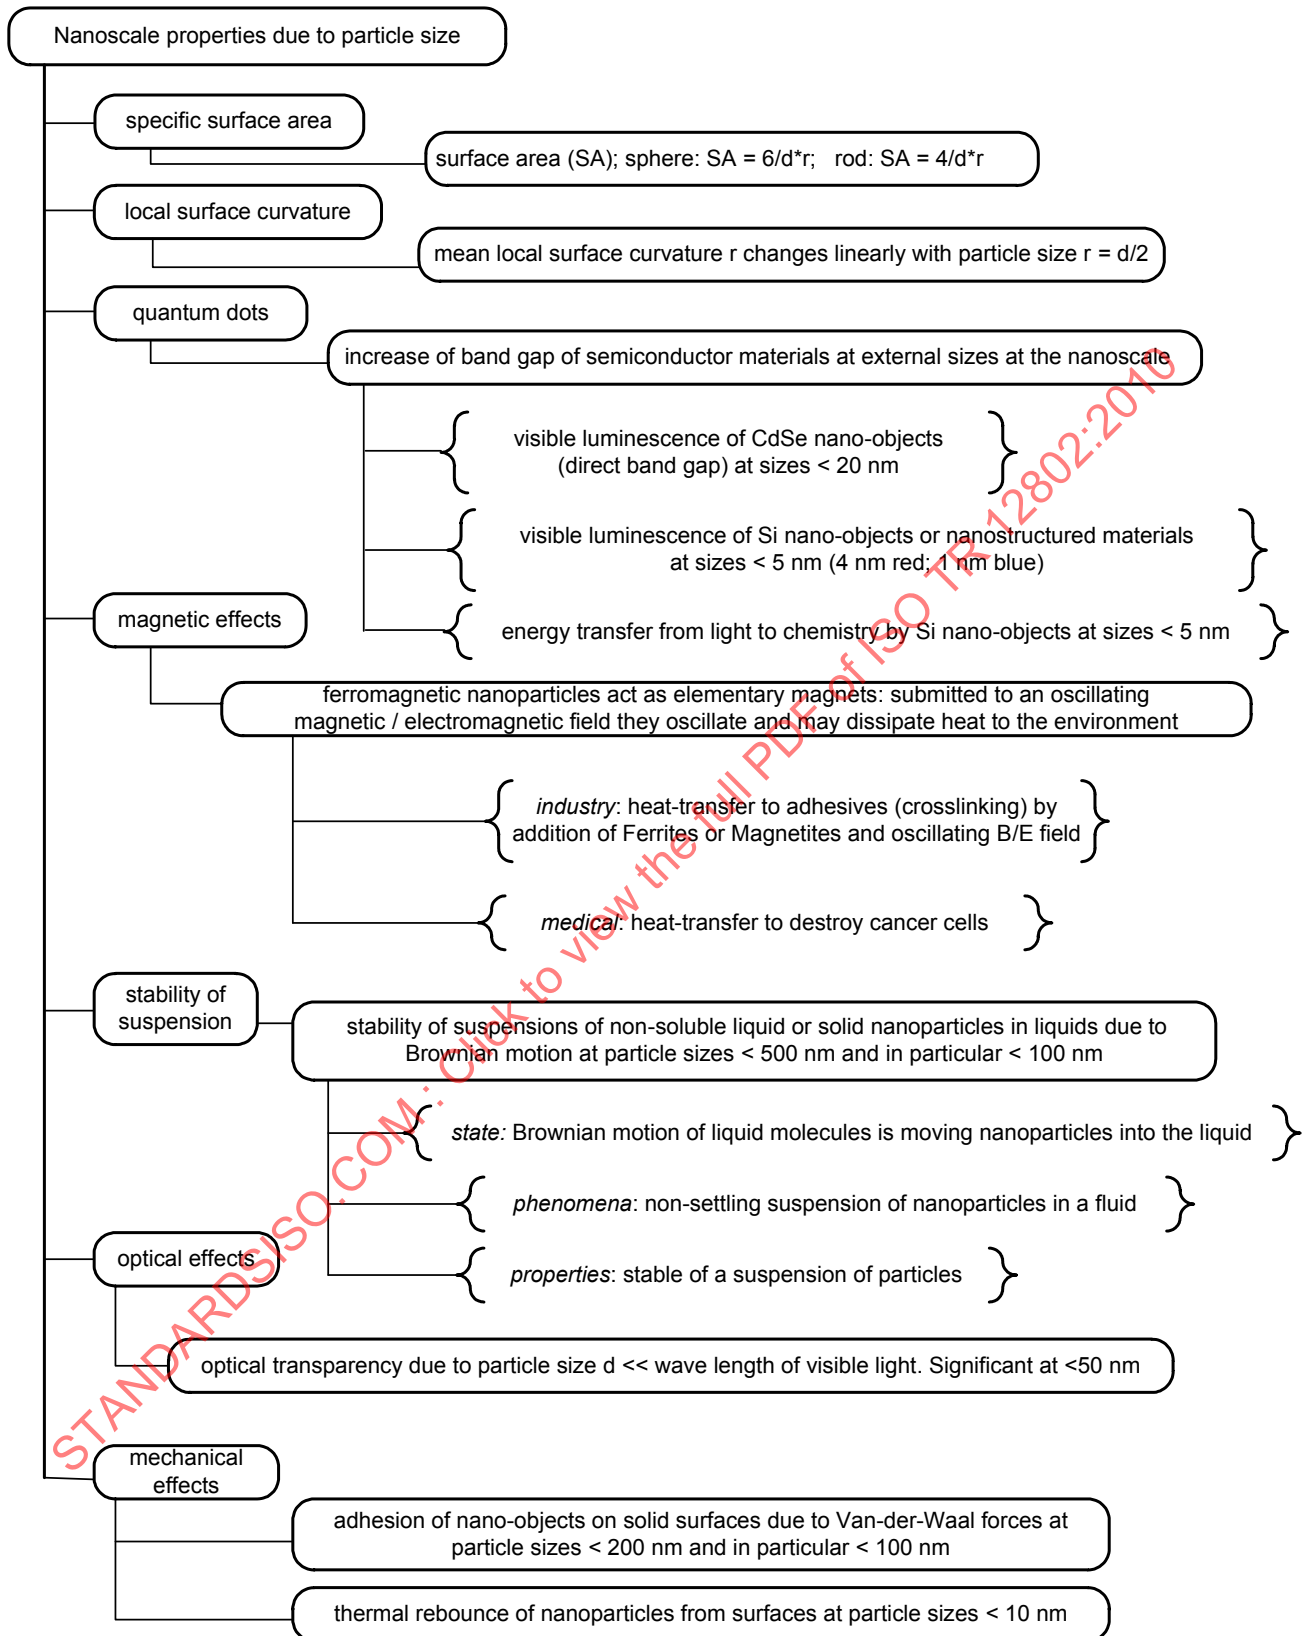 Nanoscale properties due to particle size
specific surface area
surface area (SA); sphere: SA = 6/d*r; rod: SA = 4/d*r
local surface curvature
mean local surface curvature r changes linearly with particle size r = d/2
quantum dots
increase of band gap of semiconductor materials at external sizes at the nanoscale
visible luminescence of CdSe nano-objects
(direct band gap) at sizes < 20 nm
visible luminescence of Si nano-objects or nanostructured materials
at sizes < 5 nm (4 nm red; 1 nm blue)
energy transfer from light to chemistry by Si nano-objects at sizes < 5 nm
magnetic effects
ferromagnetic nanoparticles act as elementary magnets: submitted to an oscillating
magnetic / electromagnetic field they oscillate and may dissipate heat to the environment
industry: heat-transfer to adhesives (crosslinking) by
addition of Ferrites or Magnetites and oscillating B/E field
medical: heat-transfer to destroy cancer cells
stability of
suspension
stability of suspensions of non-soluble liquid or solid nanoparticles in liquids due to
Brownian motion at particle sizes < 500 nm and in particular < 100 nm
state: Brownian motion of liquid molecules is moving nanoparticles into the liquid
phenomena: non-settling suspension of nanoparticles in a fluid
properties: stable of a suspension of particles
optical effects
optical transparency due to particle size d << wave length of visible light. Significant at <50 nm
mechanical
effects
adhesion of nano-objects on solid surfaces due to Van-der-Waal forces at
particle sizes < 200 nm and in particular < 100 nm
thermal rebounce of nanoparticles from surfaces at particle sizes < 10 nm
STANDARDSISO.COM : Click to view the full PDF of ISO TR 12802:2010